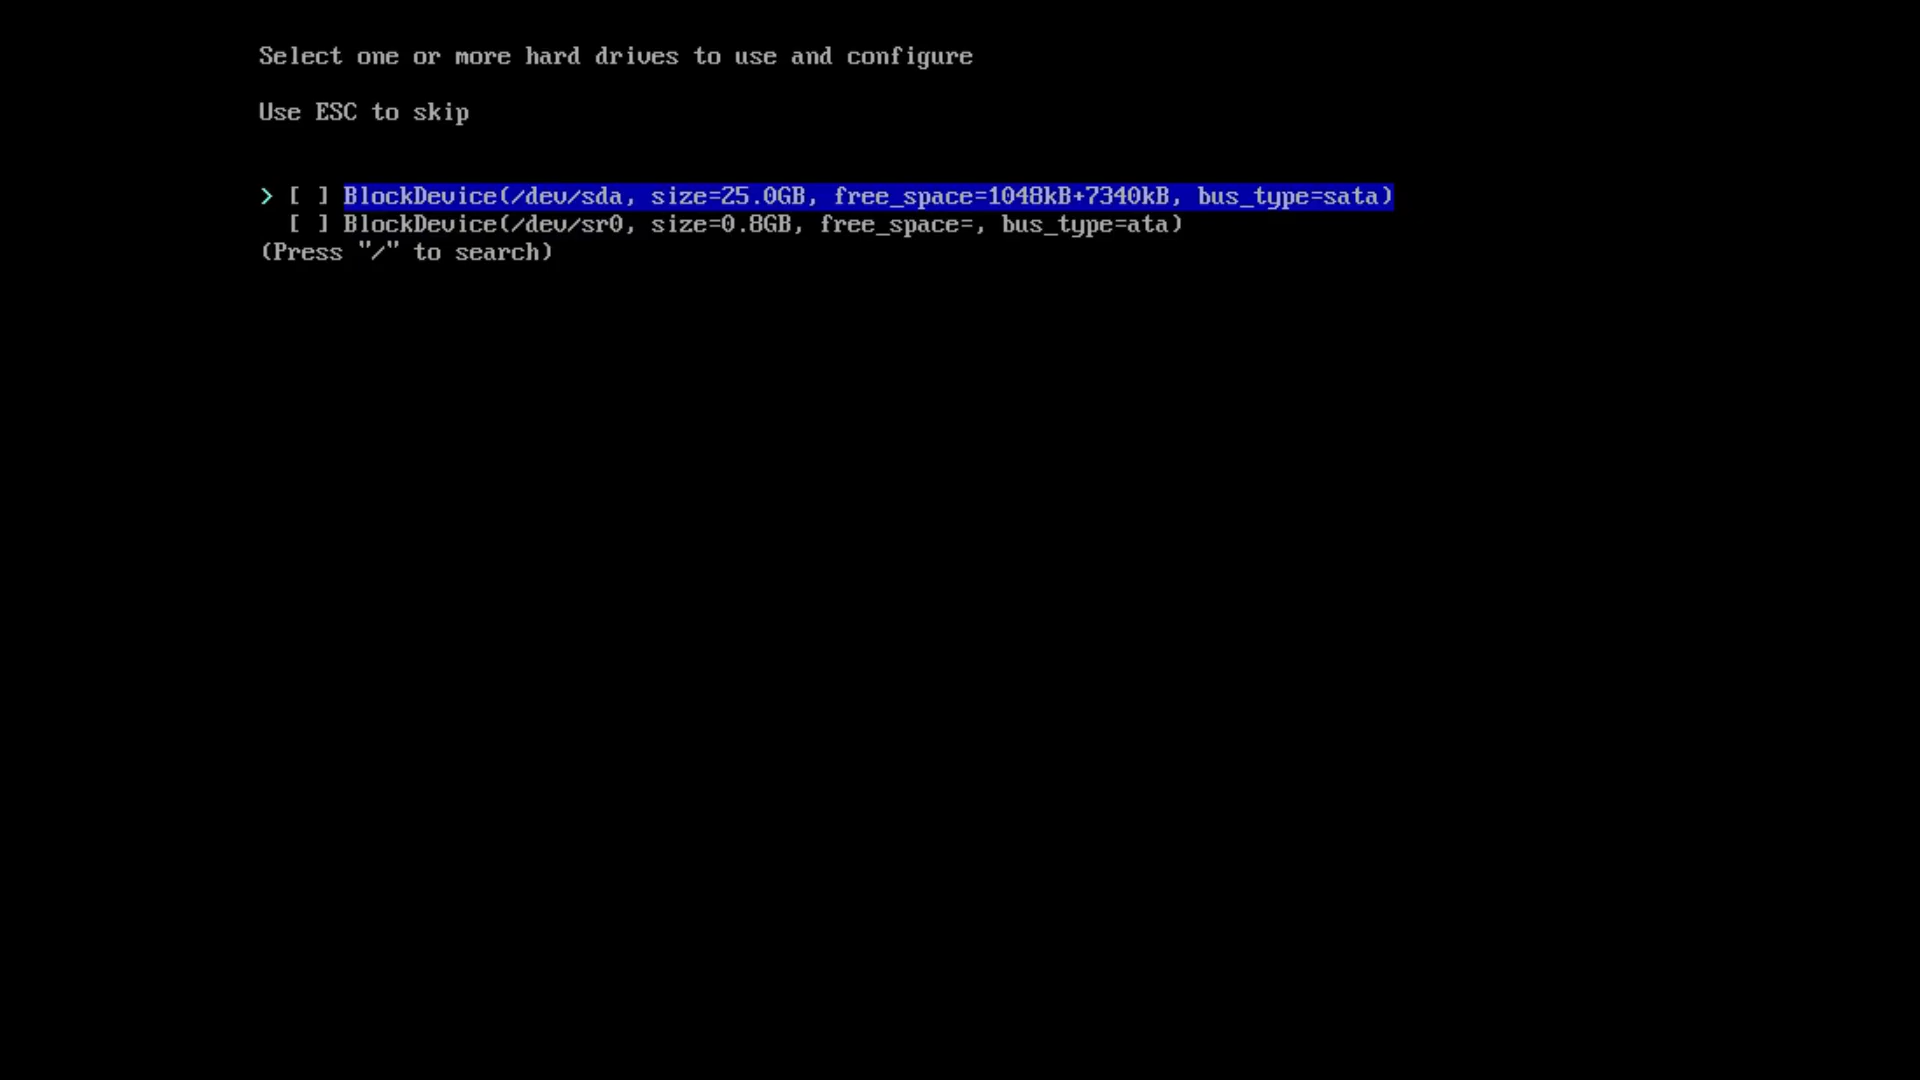 Select one or more hard drives to use and configure
Use ESC to skip
> [ ] BlockDevice(/dev/sda, size=25.0GB, free_space=1048kB+7340kB, bus_type=sata)
[ ] BlockDevice(/dev/sr0, size=0.8GB, free_space=, bus_type=ata)
(Press "/" to search)